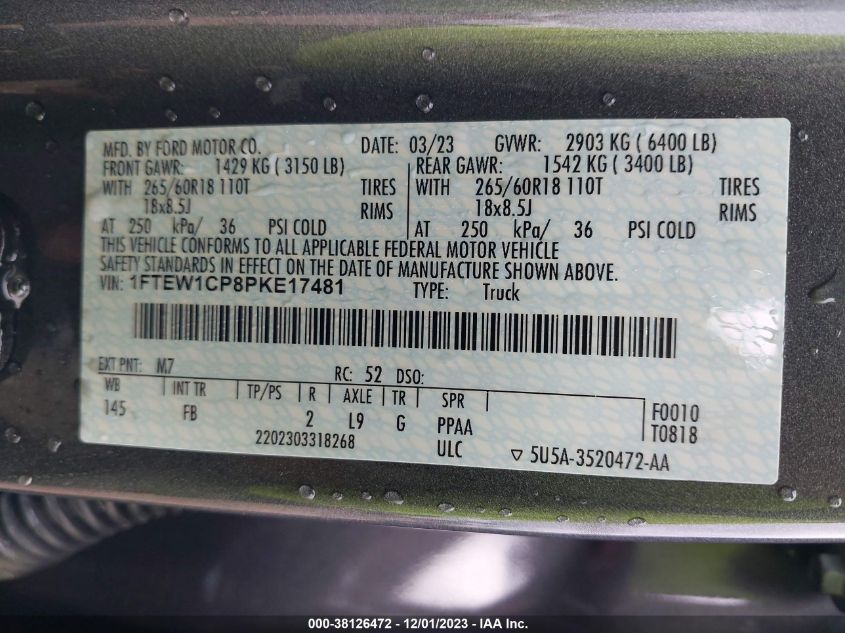 MFD. BY FORD MOTOR CO. DATE: 03/23 GVWR: 2903 KG ( 6400 LB)
FRONT GAWR: 1429 KG ( 3150 LB) REAR GAWR: 1542 KG ( 3400 LB)
WITH 265/60R18 110T TIRES WITH 265/60R18 110T TIRES
18x8.5J RIMS 18x8.5J RIMS
AT 250 kPa/ 36 PSI COLD AT 250 kPa/ 36 PSI COLD
THIS VEHICLE CONFORMS TO ALL APPLICABLE FEDERAL MOTOR VEHICLE
SAFETY STANDARDS IN EFFECT ON THE DATE OF MANUFACTURE SHOWN ABOVE.
VIN: 1FTEW1CP8PKE17481 TYPE: Truck
EXT PNT: M7 RC: 52 DSO:
WB INT TR TP/PS R AXLE TR SPR
145 FB 2 L9 G PPAA F0010
2202303318268 ULC T0818
▽ 5U5A-3520472-AA
000-38126472 - 12/01/2023 - IAA Inc.